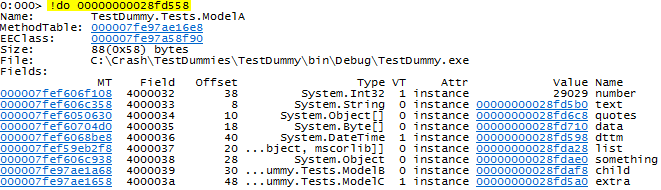 0:000> !do 00000000028fd558
Name:        TestDummy.Tests.ModelA
MethodTable: 000007fe97ae16e8
EEClass:     000007fe97a58f90
Size:        88(0x58) bytes
File:        C:\Crash\TestDummies\TestDummy\bin\Debug\TestDummy.exe
Fields:
MT    Field   Offset                 Type VT     Attr            Value Name
000007fef606f108  4000032       38         System.Int32  1 instance            29029 number
000007fef606c358  4000033        8        System.String  0 instance 00000000028fd5b0 text
000007fef6050630  4000034       10      System.Object[]  0 instance 00000000028fd6c8 quotes
000007fef60704d0  4000035       18        System.Byte[]  0 instance 00000000028fd710 data
000007fef6068be8  4000036       40      System.DateTime  1 instance 00000000028fd598 dttm
000007fef59eb2f8  4000037       20 ...bject, mscorlib]]  0 instance 00000000028fda28 list
000007fef606c938  4000038       28        System.Object  0 instance 00000000028fdae0 something
000007fe97ae1a68  4000039       30 ...ummy.Tests.ModelB  0 instance 00000000028fdaf8 child
000007fe97ae1658  400003a       48 ...ummy.Tests.ModelC  1 instance 00000000028fd5a0 extra